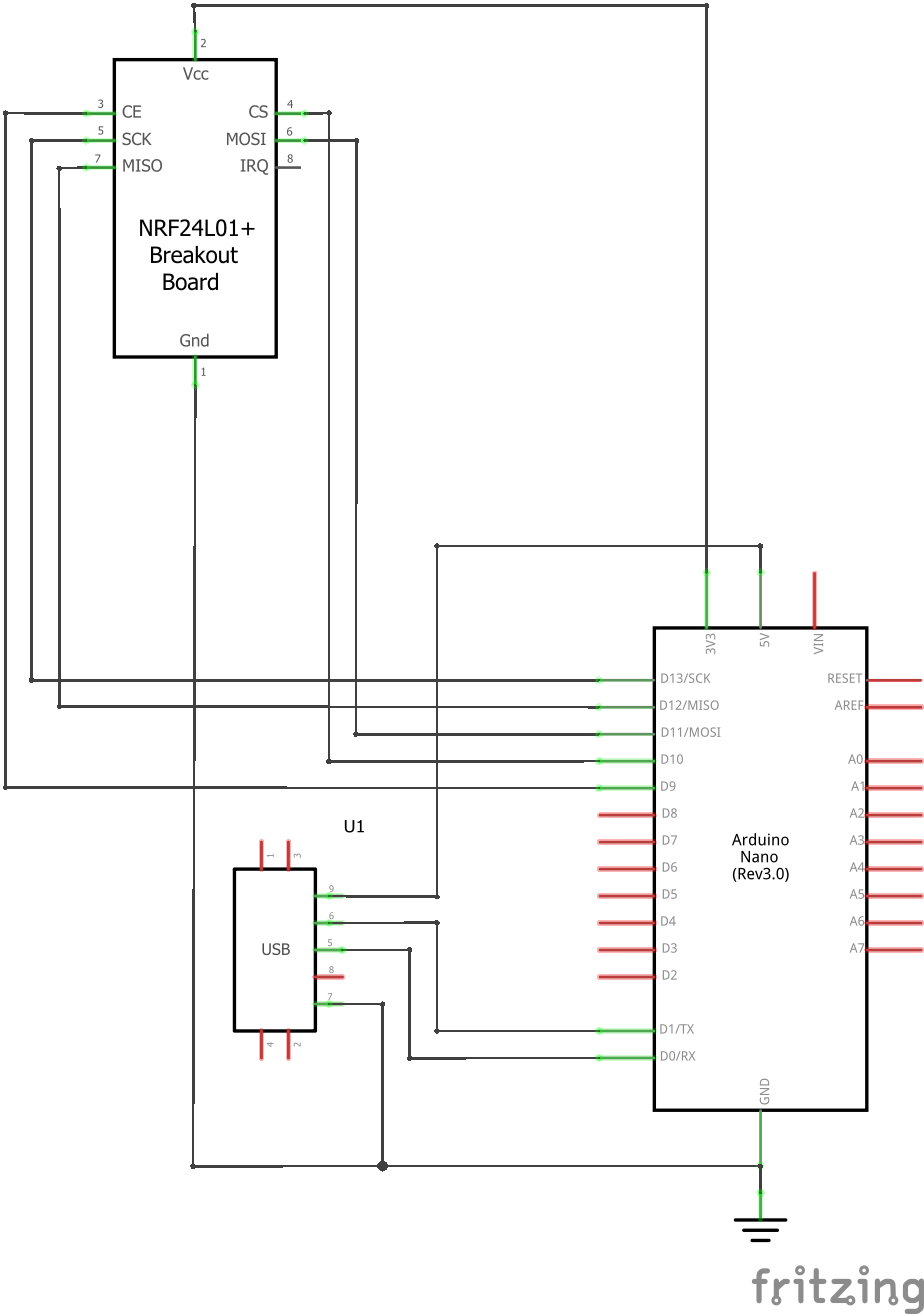 2
Vcc
3 CE CS 4
5 SCK MOSI 6
7 MISO IRQ 8
NRF24L01+
Breakout
Board
Gnd
1
3V3 5V VIN
D13/SCK RESET
D12/MISO AREF
D11/MOSI
D10 A0
D9 A1
D8 A2
D7 A3
D6 A4
D5 A5
D4 A6
D3 A7
D2
D1/TX
D0/RX
GND
Arduino
Nano
(Rev3.0)
U1
1 3
9
6
USB 5
8
7
4 2
fritzing